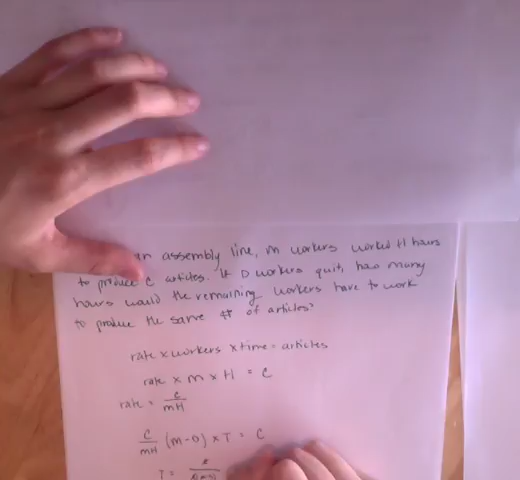 an assembly line, m workers worked H hours
to produce C articles. If D workers quit, how many
hours would the remaining workers have to work
to produce the same # of articles?
rate x workers x time = articles
rate x m x H = C
rate = C/mH
C/mH (m-D) x T = C
T =